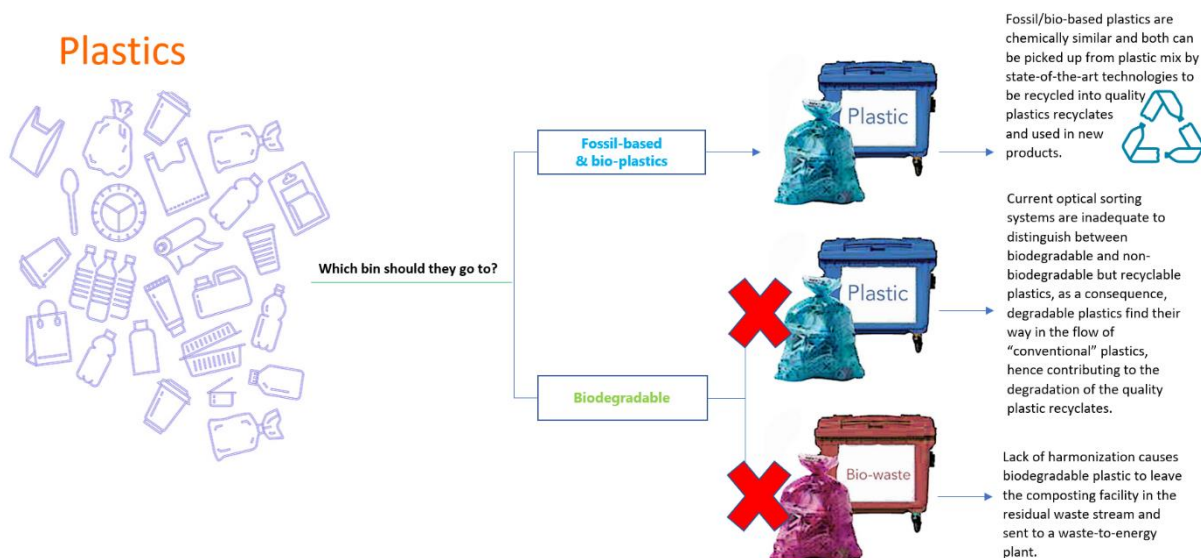 Plastics
Which bin should they go to?
Fossil-based
& bio-plastics
Plastic
Fossil/bio-based plastics are
chemically similar and both can
be picked up from plastic mix by
state-of-the-art technologies to
be recycled into quality
plastics recyclates
and used in new
products.
Biodegradable
Plastic
Current optical sorting
systems are inadequate to
distinguish between
biodegradable and non-
biodegradable but recyclable
plastics, as a consequence,
degradable plastics find their
way in the flow of
“conventional” plastics,
hence contributing to the
degradation of the quality
plastic recyclates.
Bio-waste
Lack of harmonization causes
biodegradable plastic to leave
the composting facility in the
residual waste stream and
sent to a waste-to-energy
plant.